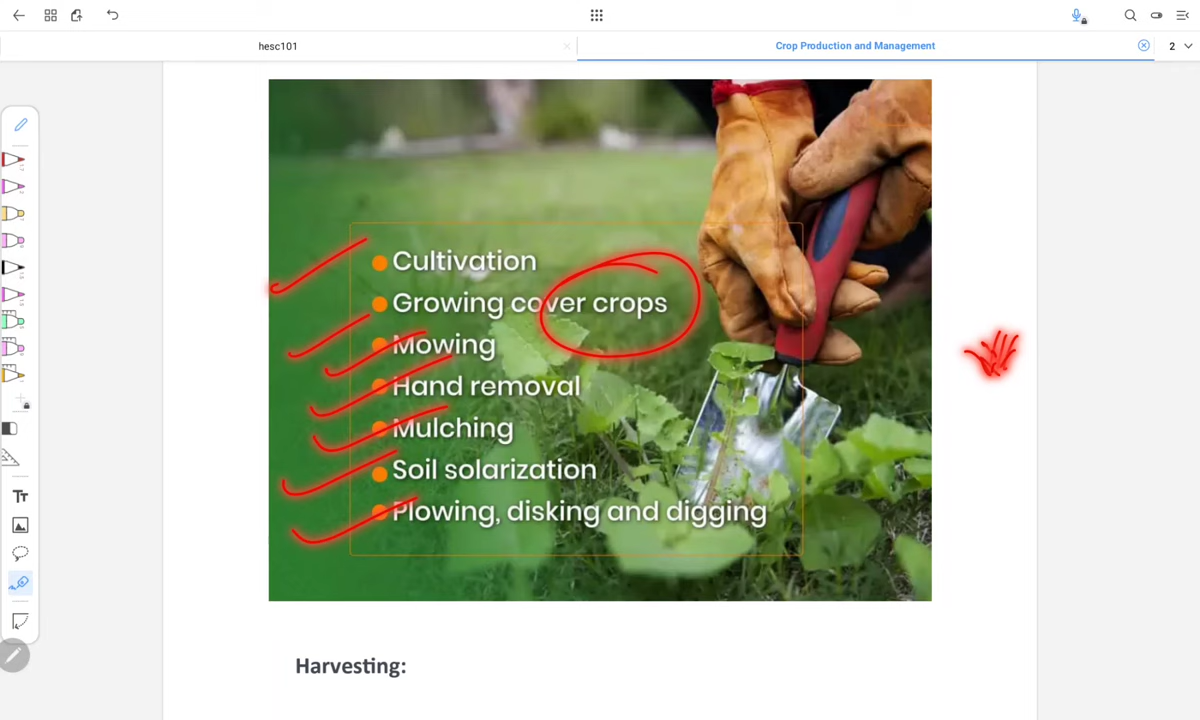 hesc101
Crop Production and Management
2
Cultivation
Growing cover crops
Mowing
Hand removal
Mulching
Soil solarization
Plowing, disking and digging
Tт
Harvesting: